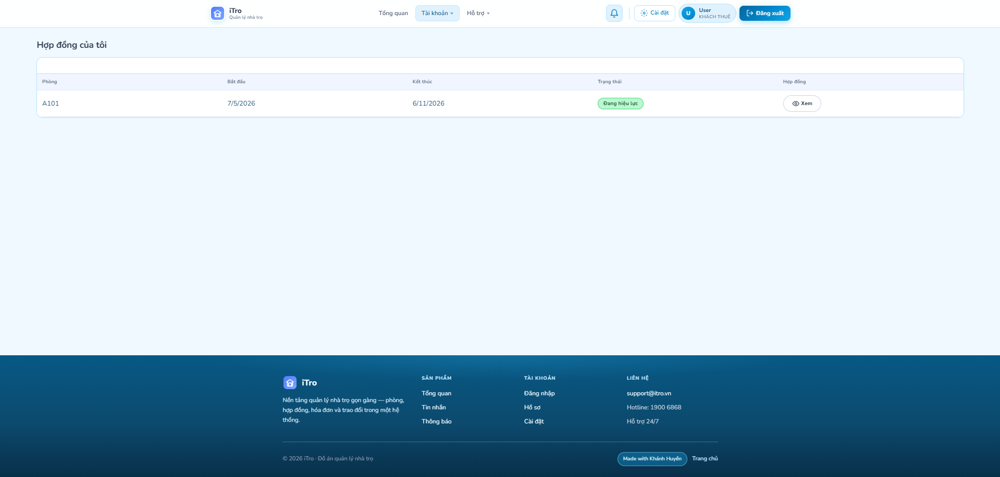 iTro
Quản lý nhà trọ
Tổng quan
Tài khoản
Hỗ trợ
Cài đặt
U
User
KHÁCH THUÊ
Đăng xuất
Hợp đồng của tôi
Phòng
Bắt đầu
Kết thúc
Trạng thái
Hợp đồng
A101
7/5/2026
6/11/2026
Đang hiệu lực
Xem
iTro
Nền tảng quản lý nhà trọ gọn gàng — phòng,
hợp đồng, hóa đơn và trao đổi trong một hệ
thống.
SẢN PHẨM
Tổng quan
Tin nhắn
Thông báo
TÀI KHOẢN
Đăng nhập
Hồ sơ
Cài đặt
LIÊN HỆ
support@itro.vn
Hotline: 1900 6868
Hỗ trợ 24/7
© 2026 iTro · Đồ án quản lý nhà trọ
Made with Khánh Huyền
Trang chủ